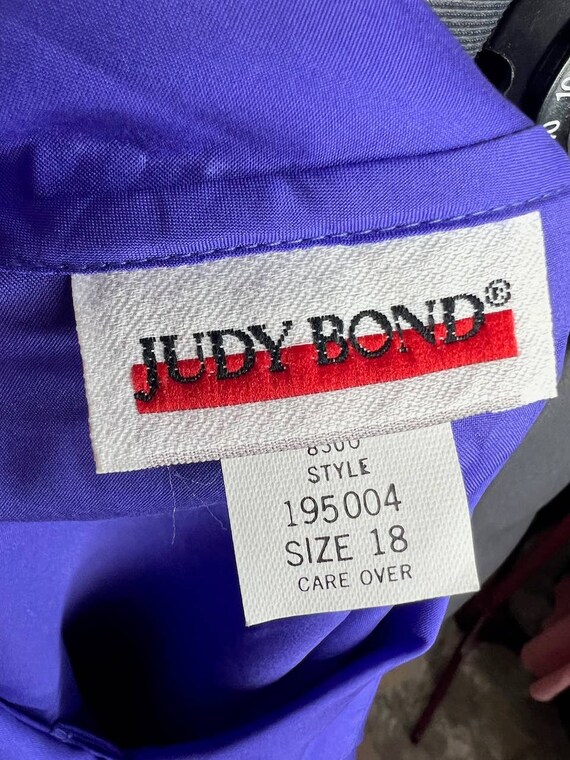 JUDY BOND®
STYLE
195004
SIZE 18
CARE OVER